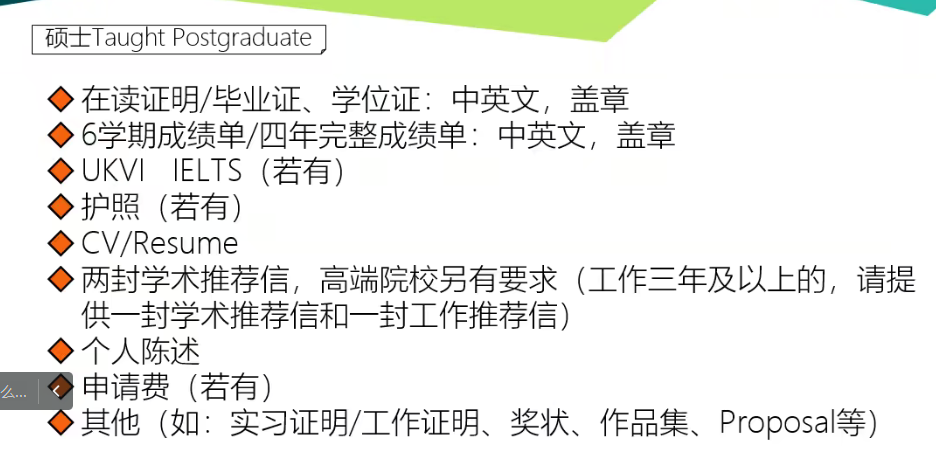 硕士Taught Postgraduate
在读证明/毕业证、学位证：中英文，盖章
6学期成绩单/四年完整成绩单：中英文，盖章
UKVI IELTS（若有）
护照（若有）
CV/Resume
两封学术推荐信，高端院校另有要求（工作三年及以上的，请提
供一封学术推荐信和一封工作推荐信）
个人陈述
么...
申请费（若有）
其他（如：实习证明/工作证明、奖状、作品集、Proposal等）